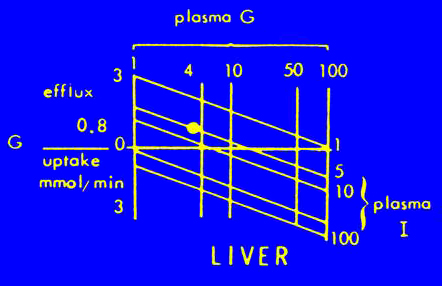 plasma G
1 4 10 50 100
3
efflux
0.8
G 0 1
uptake 5
mmol/min 10 plasma
3 I
100
LIVER